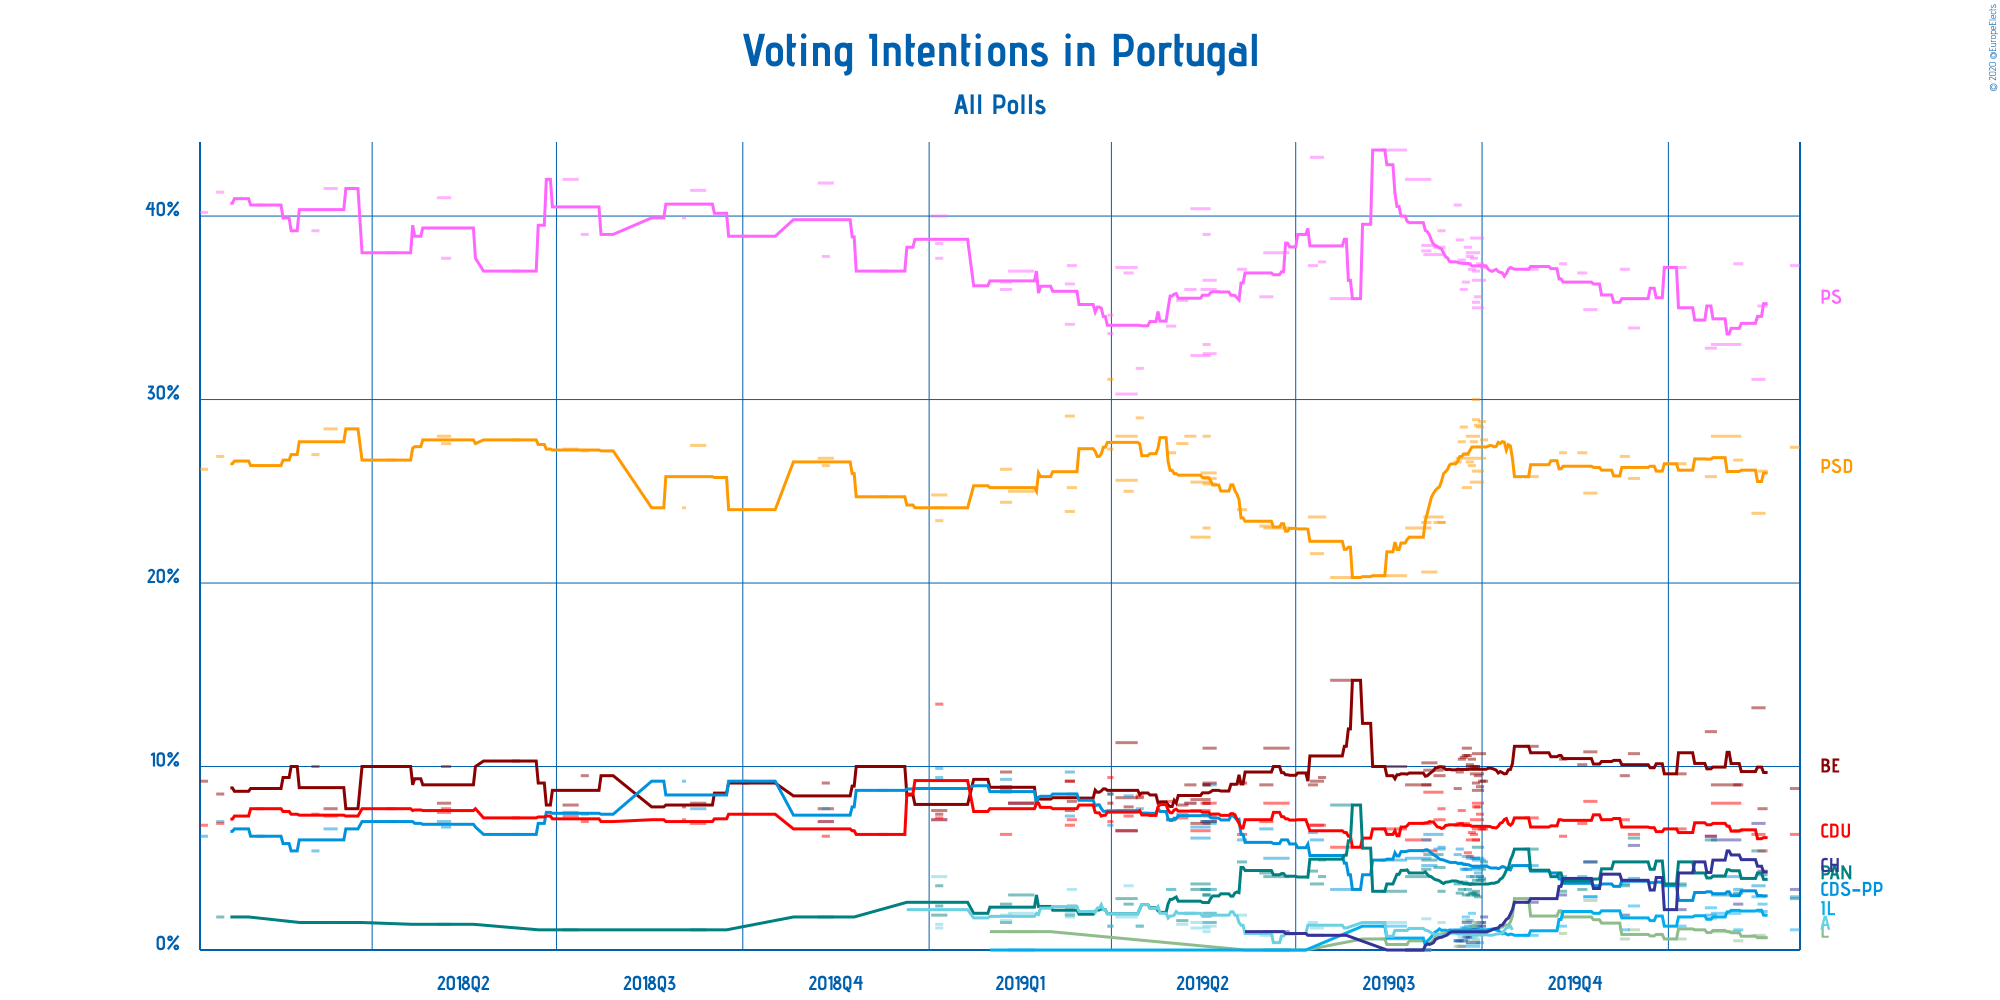 © 2020 @EuropeElects
Voting Intentions in Portugal
All Polls
40%
30%
20%
10%
0%
PS
PSD
BE
CDU
CH
PAN
CDS-PP
IL
A
L
2018Q2
2018Q3
2018Q4
2019Q1
2019Q2
2019Q3
2019Q4